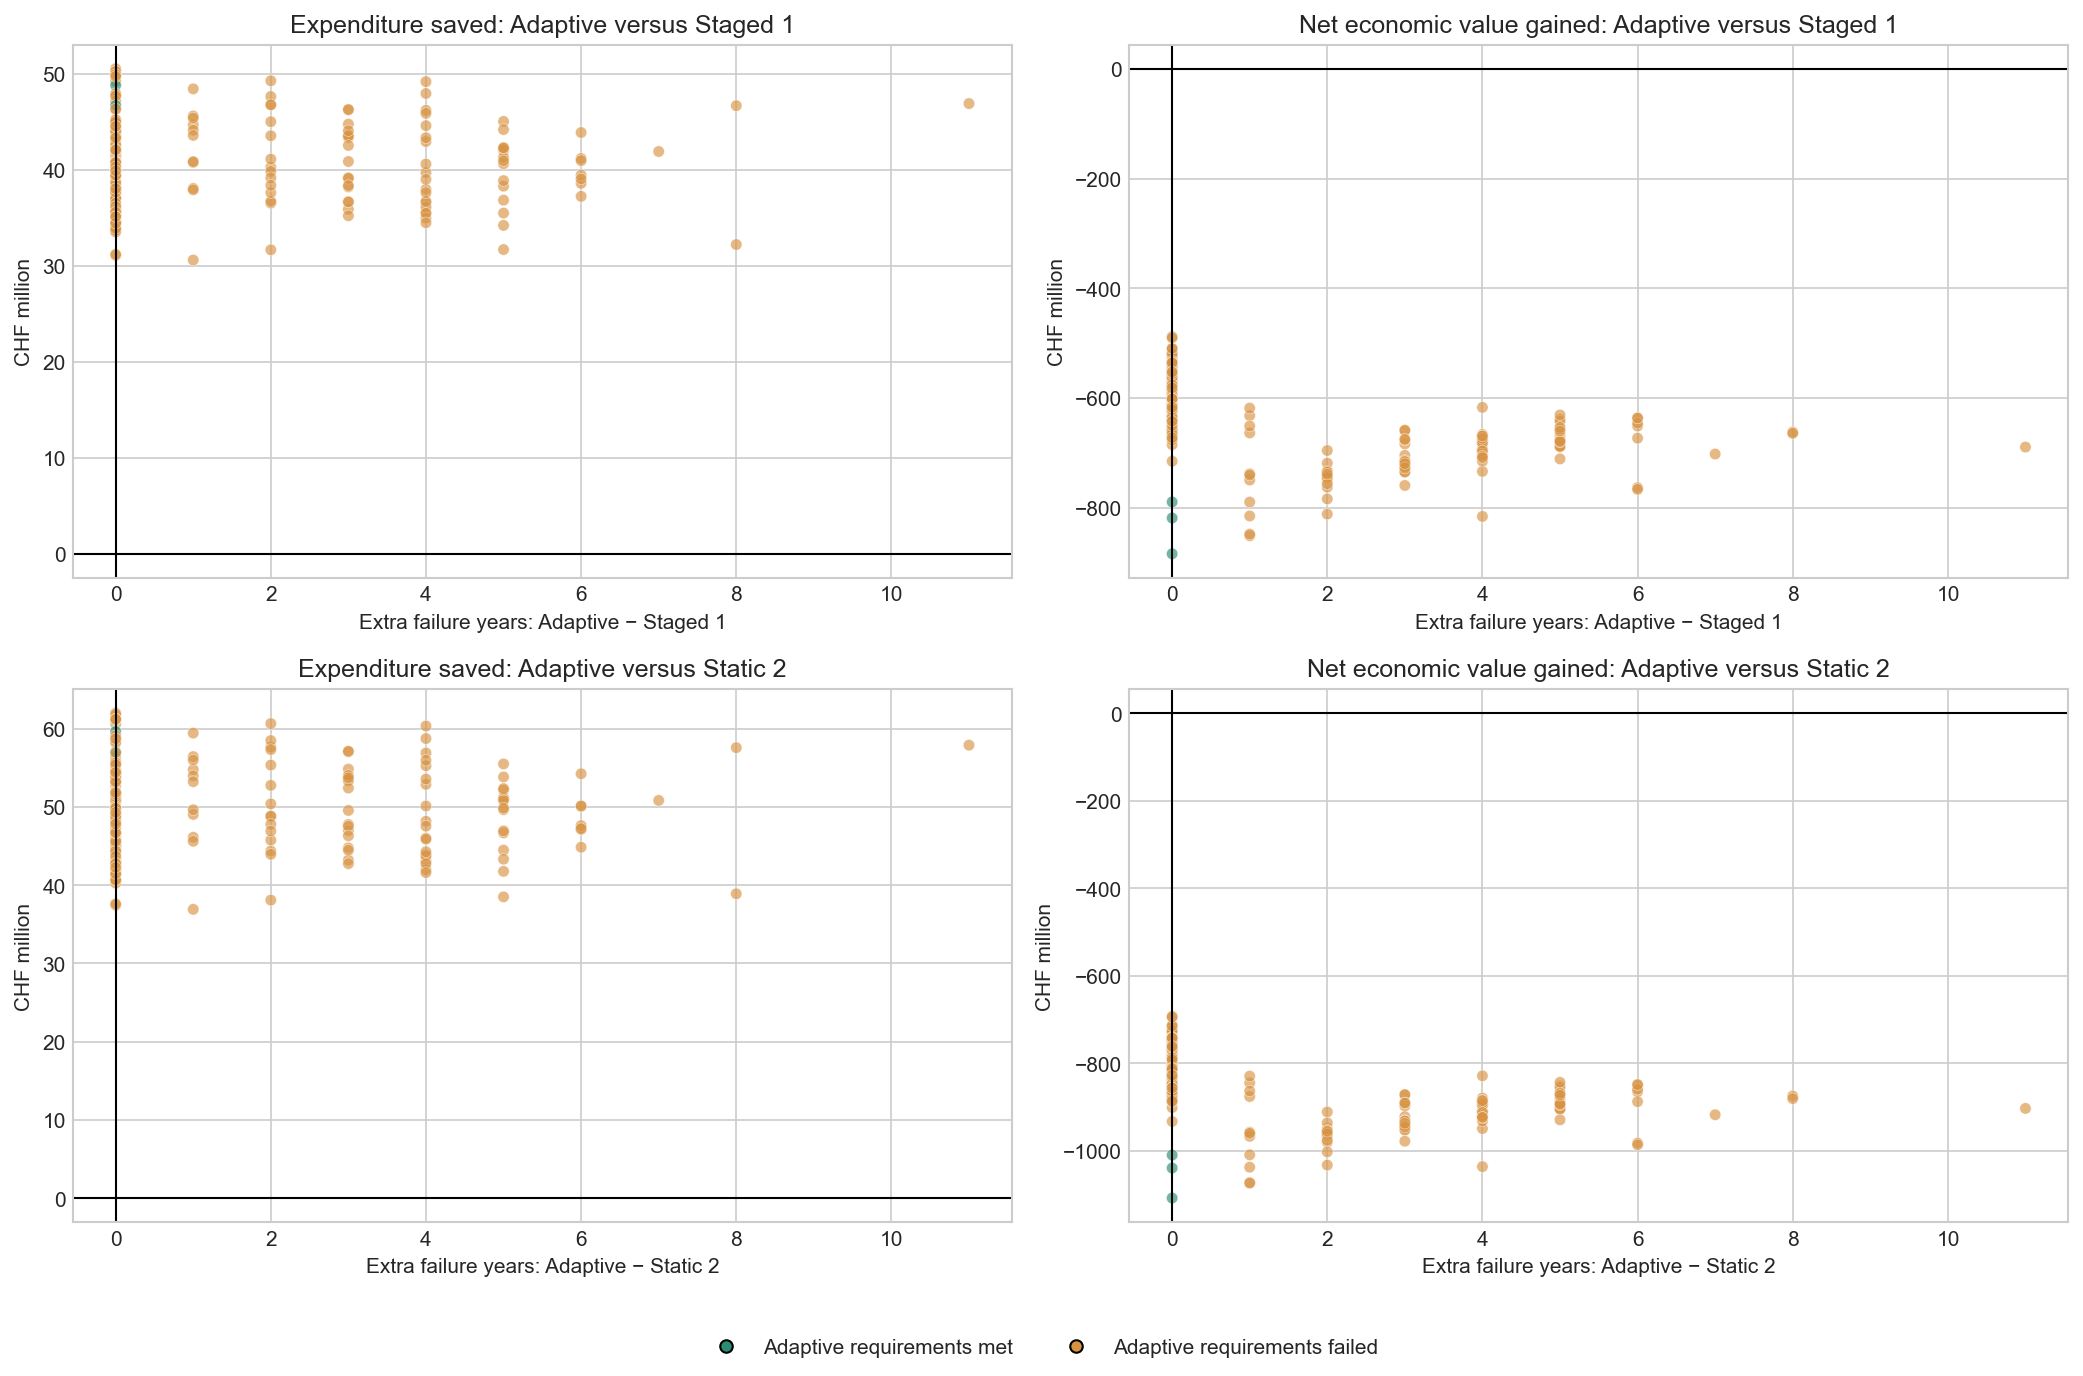 Expenditure saved: Adaptive versus Staged 1
CHF million
50
40
30
20
10
0
0 2 4 6 8 10
Extra failure years: Adaptive − Staged 1
Net economic value gained: Adaptive versus Staged 1
CHF million
0
−200
−400
−600
−800
0 2 4 6 8 10
Extra failure years: Adaptive − Staged 1
Expenditure saved: Adaptive versus Static 2
CHF million
60
50
40
30
20
10
0
0 2 4 6 8 10
Extra failure years: Adaptive − Static 2
Net economic value gained: Adaptive versus Static 2
CHF million
0
−200
−400
−600
−800
−1000
0 2 4 6 8 10
Extra failure years: Adaptive − Static 2
Adaptive requirements met
Adaptive requirements failed